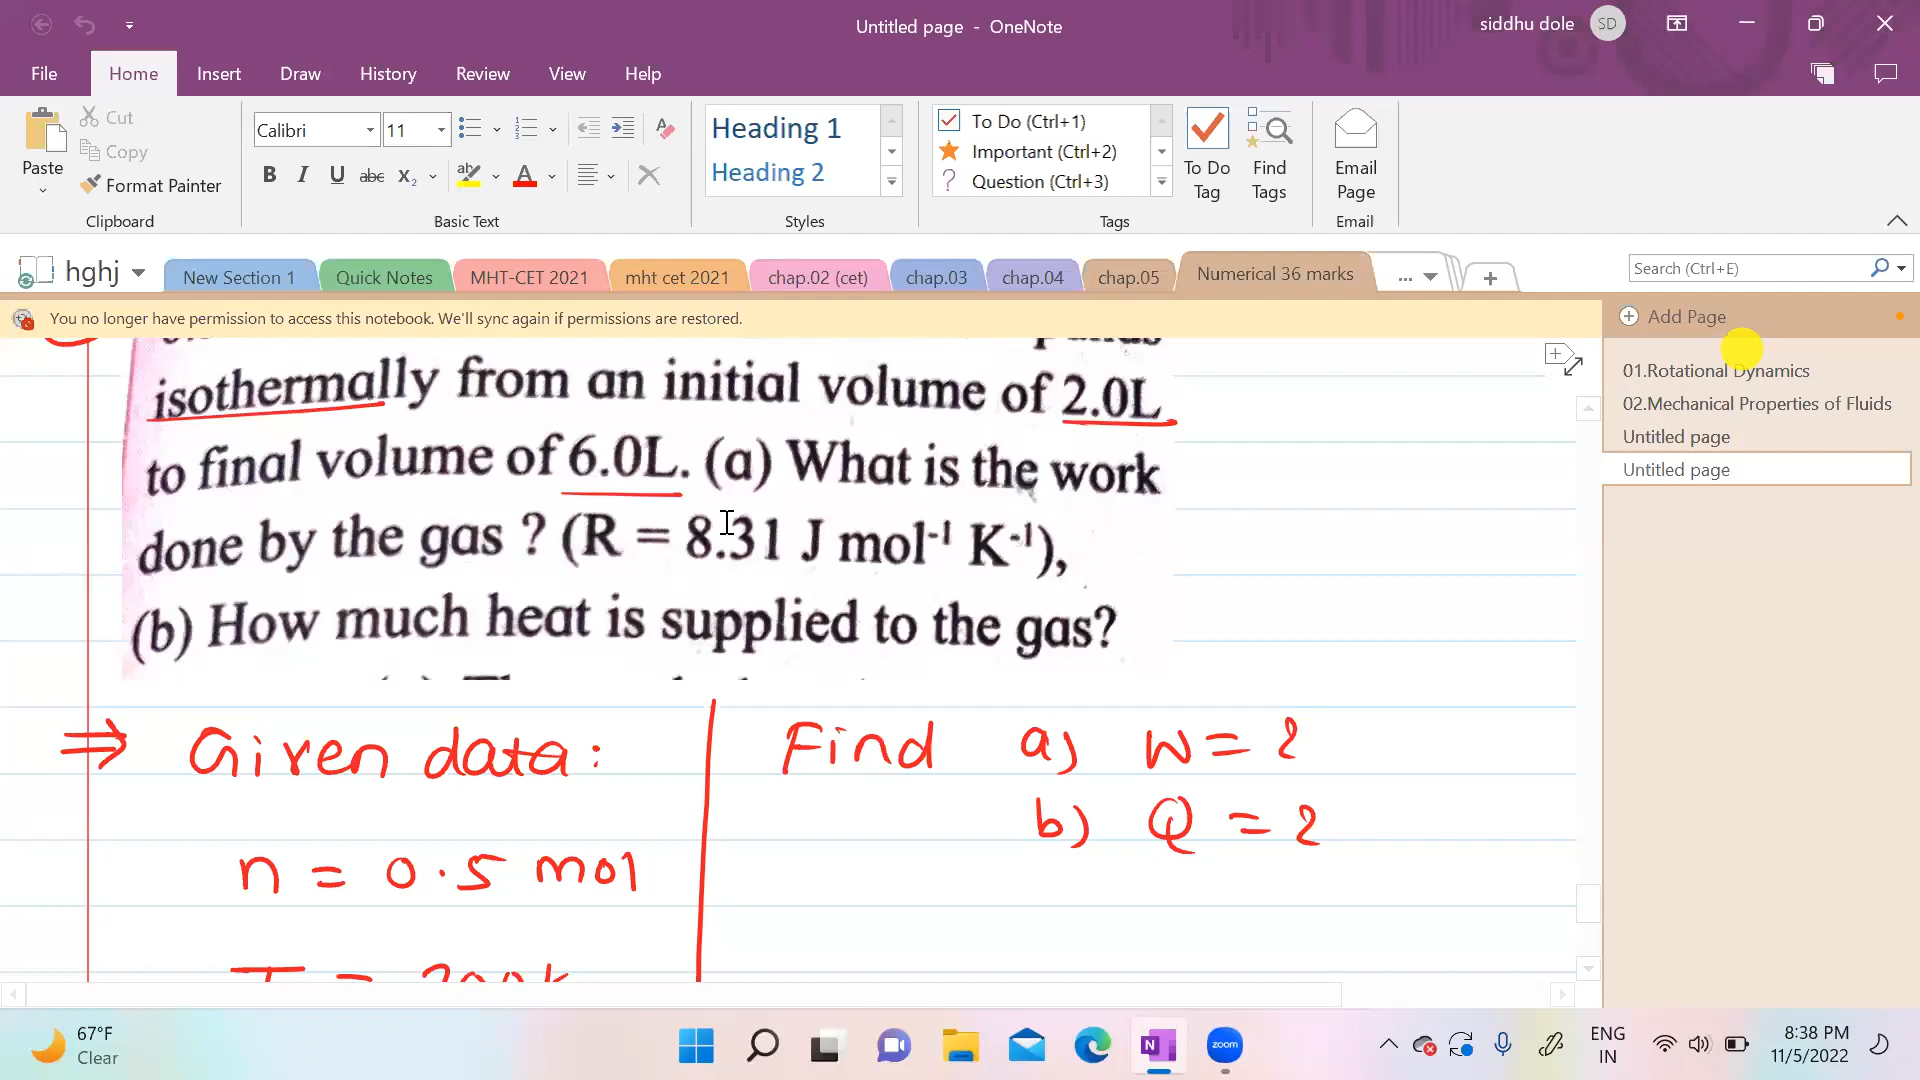 Untitled page - OneNote
siddhu dole
SD
File
Home
Insert
Draw
History
Review
View
Help
Paste
Cut
Copy
Format Painter
Clipboard
Calibri
11
B I U abc X₂
ab
A
Basic Text
Heading 1
Heading 2
Styles
To Do (Ctrl+1)
Important (Ctrl+2)
? Question (Ctrl+3)
To Do
Tag
Find
Tags
Tags
Email
Page
Email
hghj
New Section 1
Quick Notes
MHT-CET 2021
mht cet 2021
chap.02 (cet)
chap.03
chap.04
chap.05
Numerical 36 marks
...
+
Search (Ctrl+E)
You no longer have permission to access this notebook. We'll sync again if permissions are restored.
Add Page
01.Rotational Dynamics
02.Mechanical Properties of Fluids
Untitled page
Untitled page
isothermally from an initial volume of 2.0L
to final volume of 6.0L. (a) What is the work
done by the gas ? (R = 8.31 J mol⁻¹ K⁻¹),
(b) How much heat is supplied to the gas?
⇒ Given data:
Find a) W = ?
b) Q = ?
n = 0.5 mol
67°F
Clear
N
zoom
ENG
IN
8:38 PM
11/5/2022